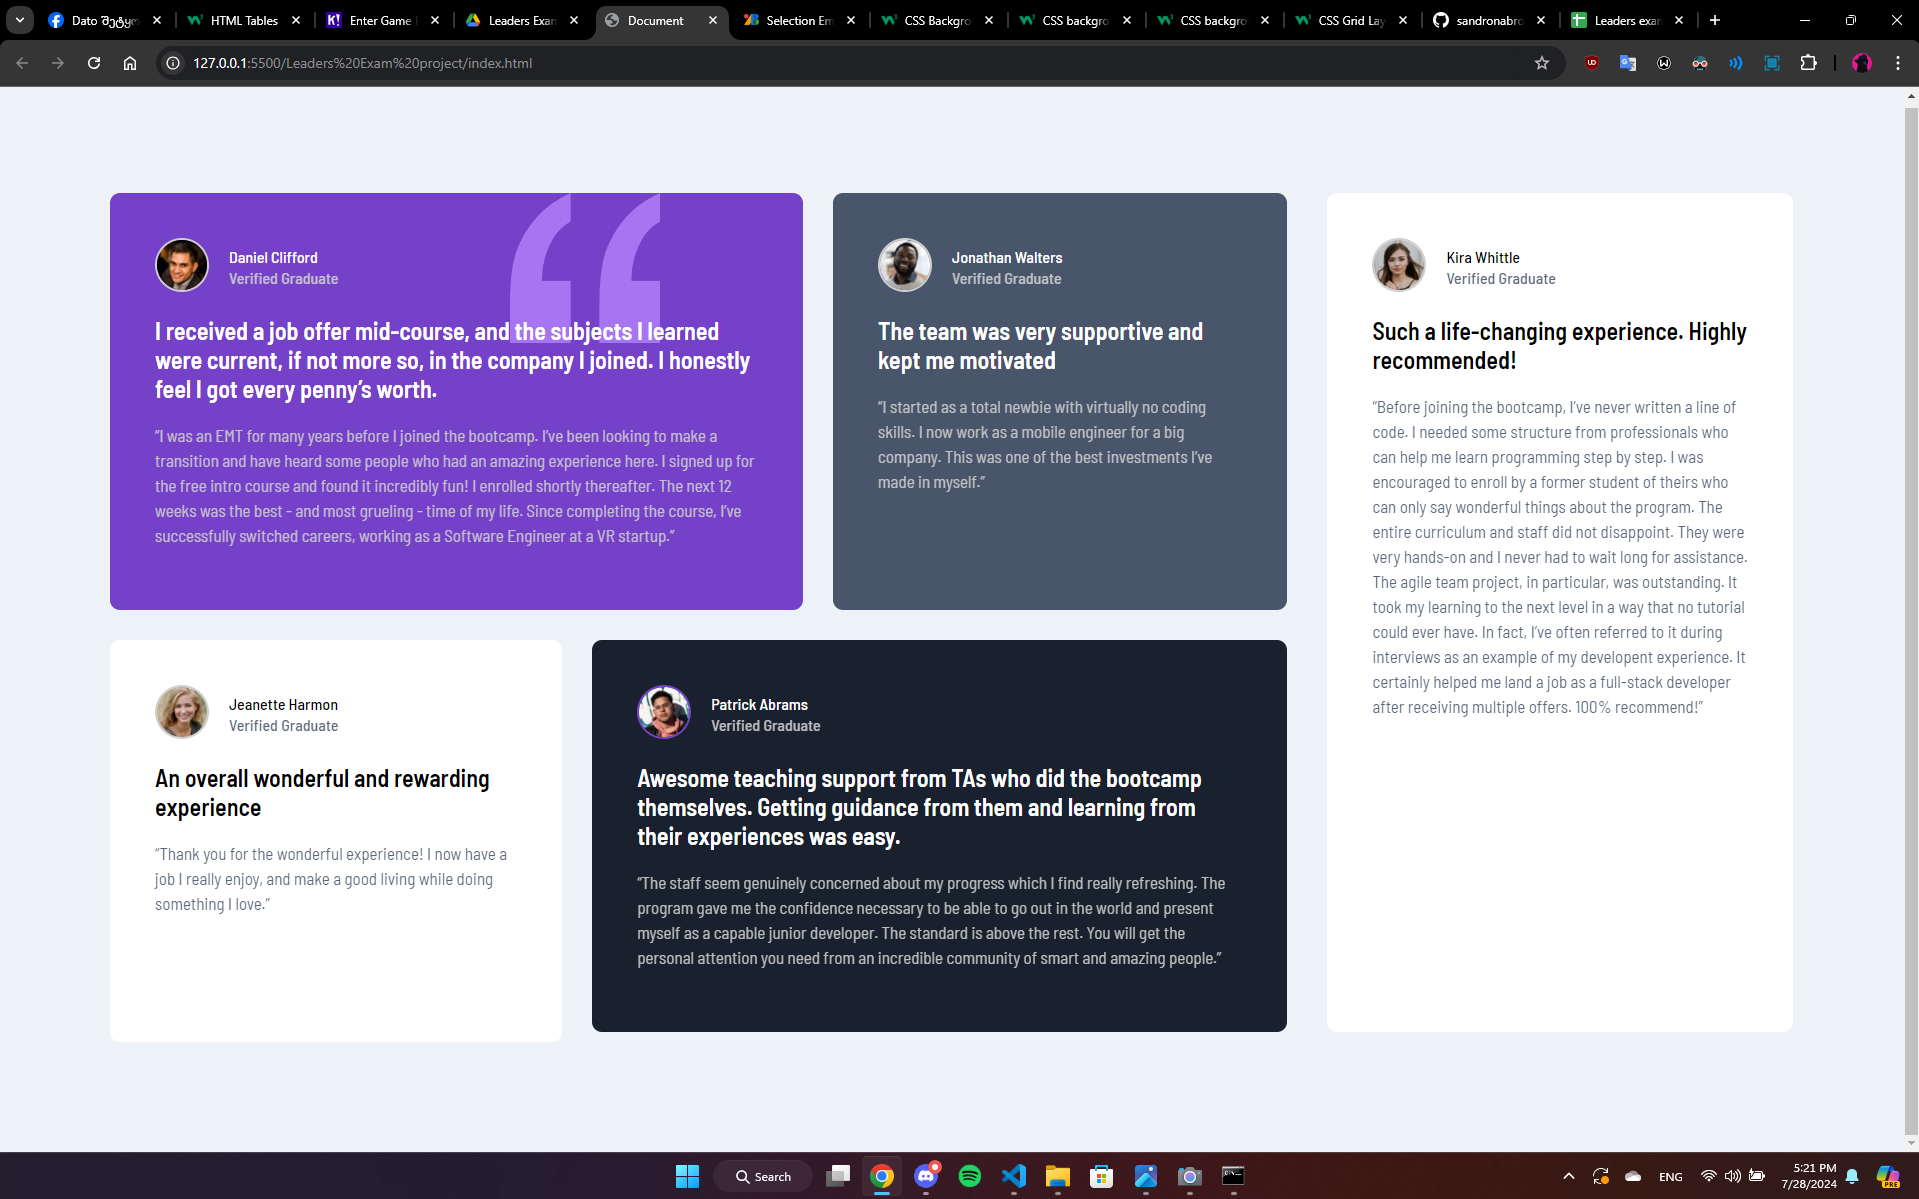 Dato შეტყო
HTML Tables
Enter Game
Leaders Exan
Document
Selection Em
CSS Backgro
CSS backgro
CSS backgro
CSS Grid Lay
sandronabro
Leaders exan
127.0.0.1:5500/Leaders%20Exam%20project/index.html
Daniel Clifford
Verified Graduate
I received a job offer mid-course, and the subjects I learned
were current, if not more so, in the company I joined. I honestly
feel I got every penny’s worth.
“I was an EMT for many years before I joined the bootcamp. I’ve been looking to make a
transition and have heard some people who had an amazing experience here. I signed up for
the free intro course and found it incredibly fun! I enrolled shortly thereafter. The next 12
weeks was the best - and most grueling - time of my life. Since completing the course, I’ve
successfully switched careers, working as a Software Engineer at a VR startup.”
Jonathan Walters
Verified Graduate
The team was very supportive and
kept me motivated
“I started as a total newbie with virtually no coding
skills. I now work as a mobile engineer for a big
company. This was one of the best investments I’ve
made in myself.”
Kira Whittle
Verified Graduate
Such a life-changing experience. Highly
recommended!
“Before joining the bootcamp, I’ve never written a line of
code. I needed some structure from professionals who
can help me learn programming step by step. I was
encouraged to enroll by a former student of theirs who
can only say wonderful things about the program. The
entire curriculum and staff did not disappoint. They were
very hands-on and I never had to wait long for assistance.
The agile team project, in particular, was outstanding. It
took my learning to the next level in a way that no tutorial
could ever have. In fact, I’ve often referred to it during
interviews as an example of my developent experience. It
certainly helped me land a job as a full-stack developer
after receiving multiple offers. 100% recommend!”
Jeanette Harmon
Verified Graduate
An overall wonderful and rewarding
experience
“Thank you for the wonderful experience! I now have a
job I really enjoy, and make a good living while doing
something I love.”
Patrick Abrams
Verified Graduate
Awesome teaching support from TAs who did the bootcamp
themselves. Getting guidance from them and learning from
their experiences was easy.
“The staff seem genuinely concerned about my progress which I find really refreshing. The
program gave me the confidence necessary to be able to go out in the world and present
myself as a capable junior developer. The standard is above the rest. You will get the
personal attention you need from an incredible community of smart and amazing people.”
Search
ENG
5:21 PM
7/28/2024